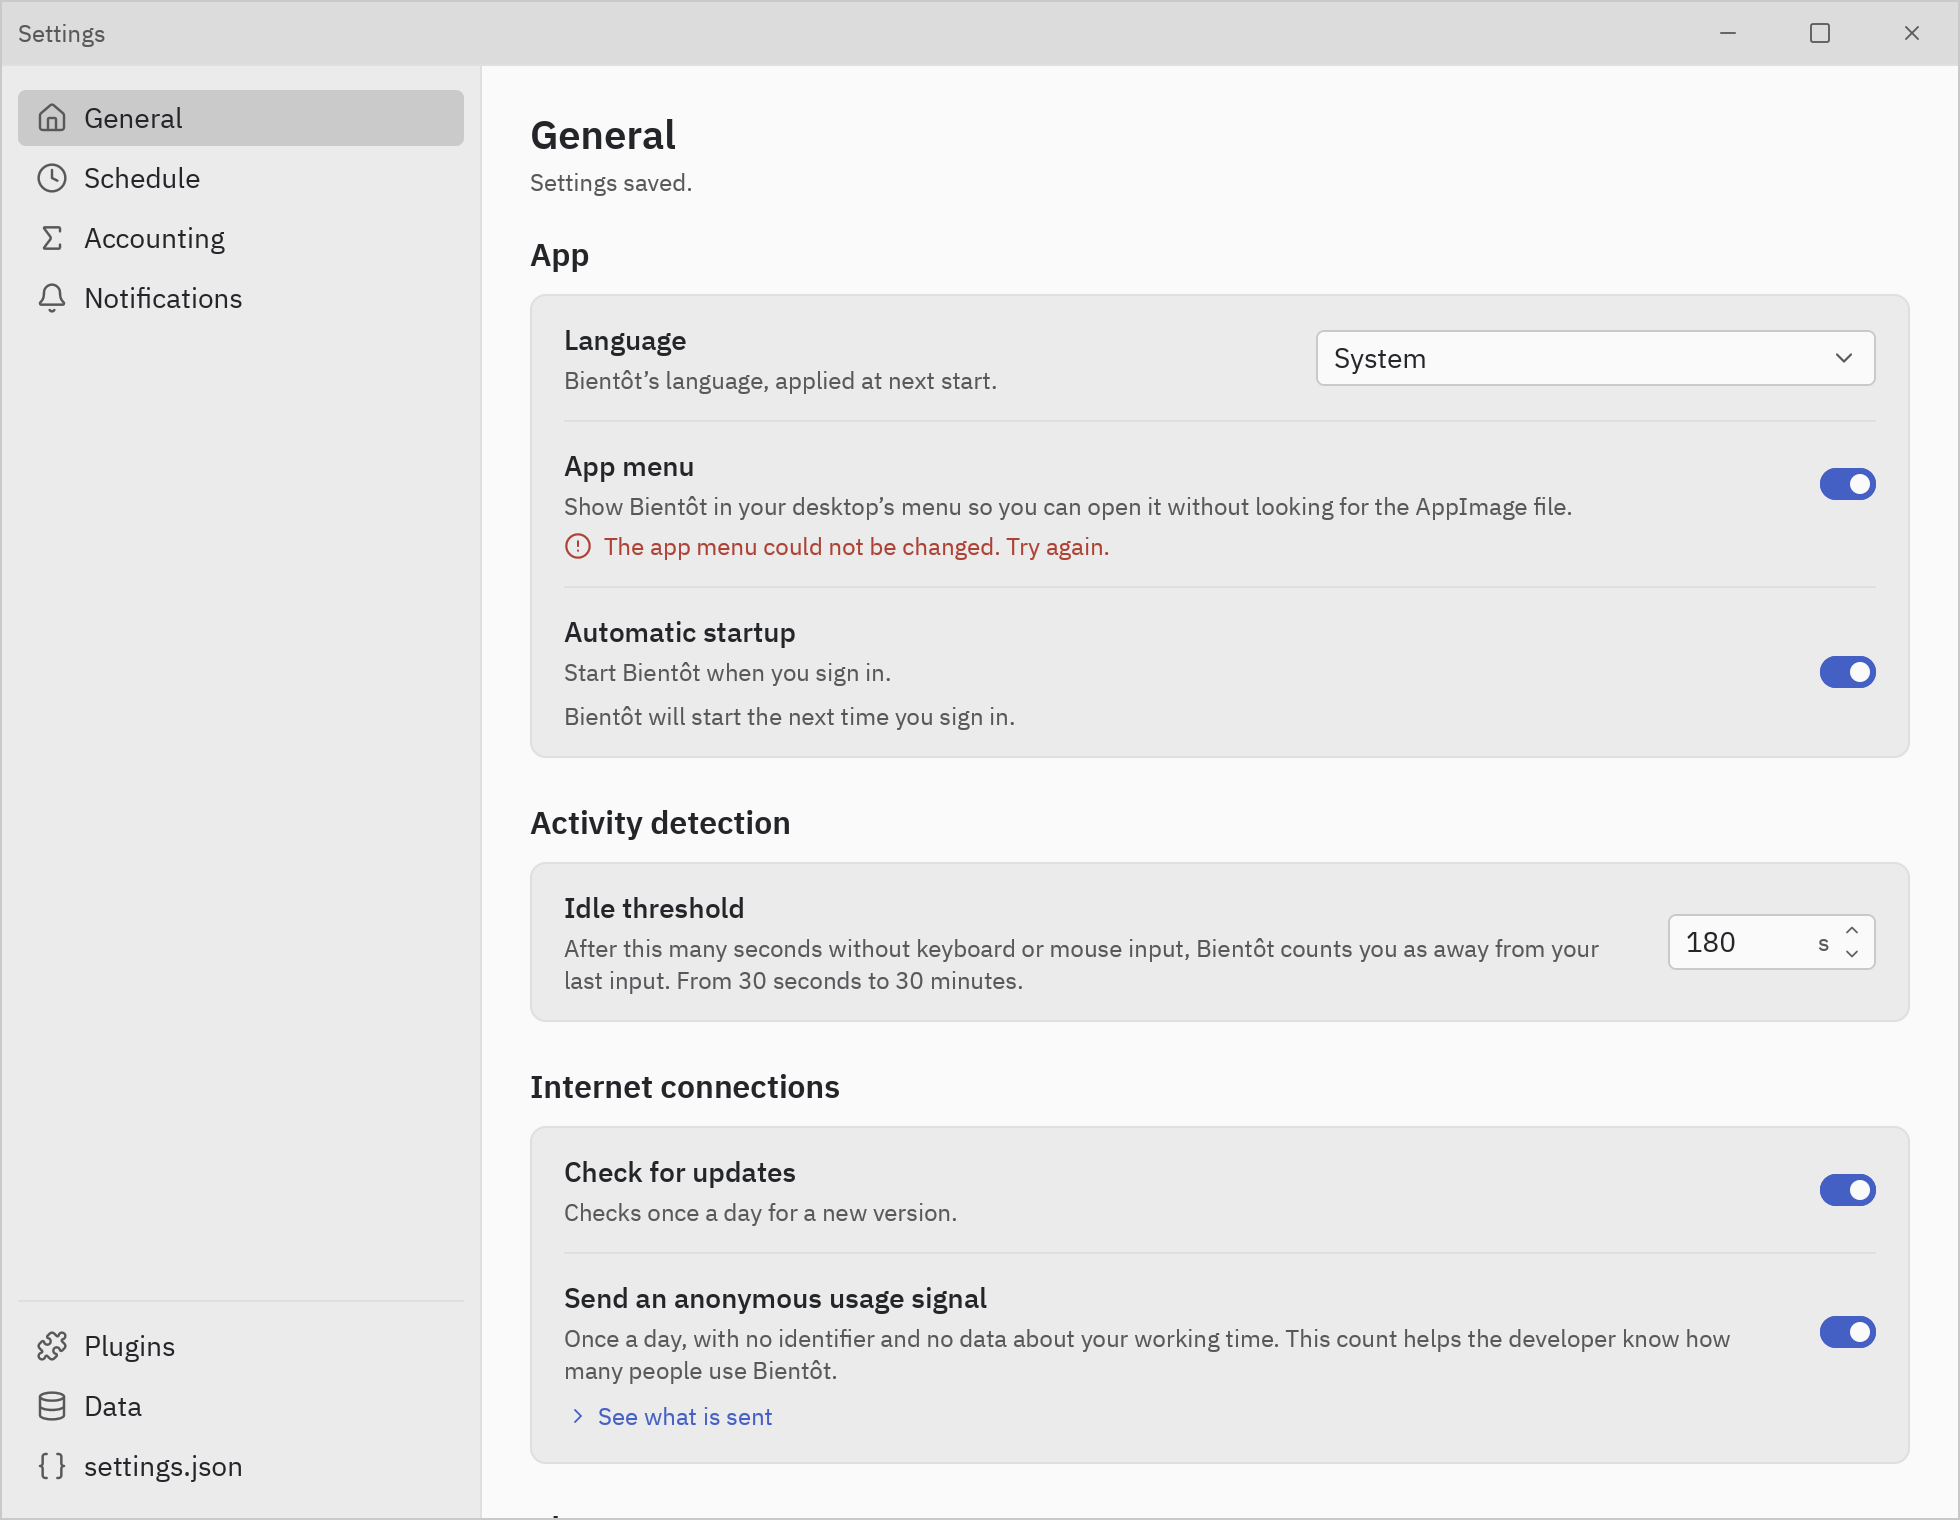 Settings
General
Schedule
Accounting
Notifications
Plugins
Data
settings.json
General
Settings saved.
App
Language
Bientôt’s language, applied at next start.
System
App menu
Show Bientôt in your desktop’s menu so you can open it without looking for the AppImage file.
The app menu could not be changed. Try again.
Automatic startup
Start Bientôt when you sign in.
Bientôt will start the next time you sign in.
Activity detection
Idle threshold
After this many seconds without keyboard or mouse input, Bientôt counts you as away from your
last input. From 30 seconds to 30 minutes.
180 s
Internet connections
Check for updates
Checks once a day for a new version.
Send an anonymous usage signal
Once a day, with no identifier and no data about your working time. This count helps the developer know how
many people use Bientôt.
See what is sent